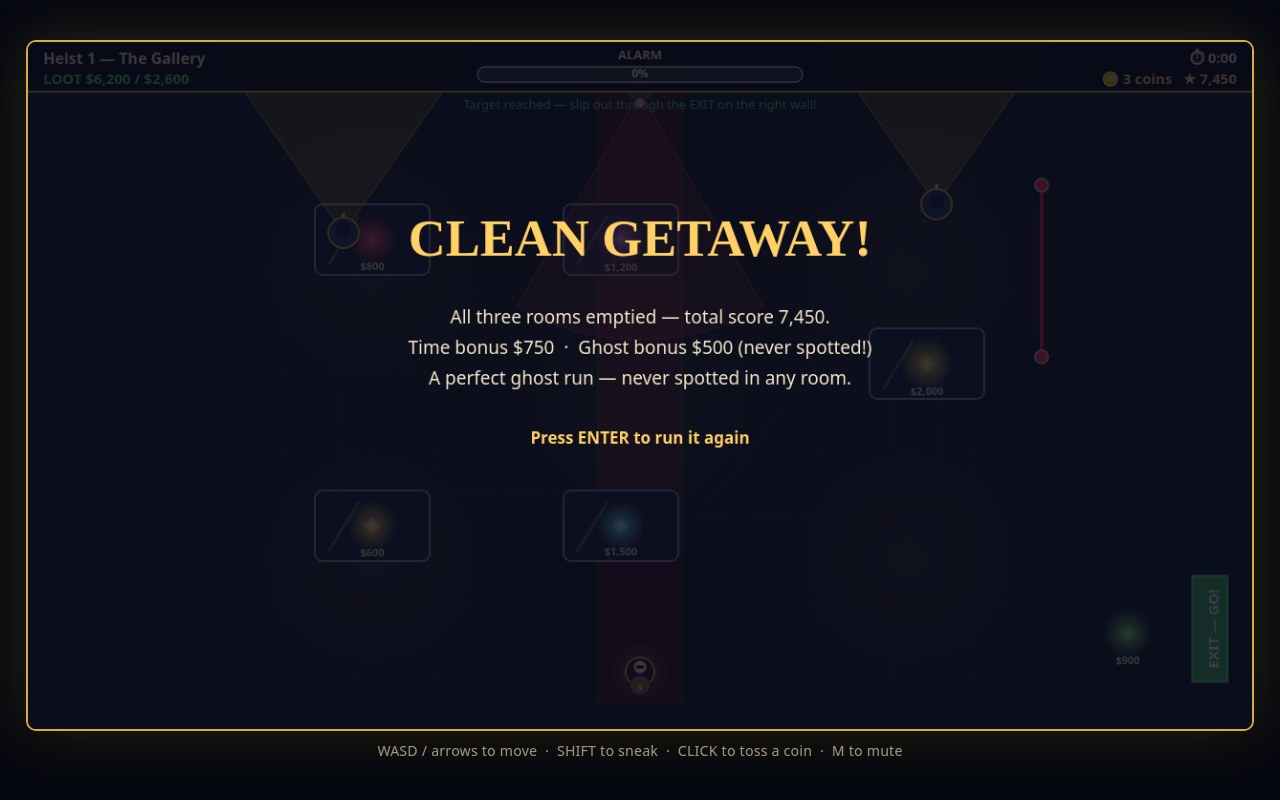 Heist 1 — The Gallery
LOOT $6,200 / $2,600
ALARM
0%
⏱ 0:00
🪙 3 coins ★ 7,450
Target reached — slip out through the EXIT on the right wall!
$800
$1,200
CLEAN GETAWAY!
All three rooms emptied — total score 7,450.
Time bonus $750 · Ghost bonus $500 (never spotted!)
A perfect ghost run — never spotted in any room.
$2,000
Press ENTER to run it again
$600
$1,500
$900
EXIT — GO!
$
WASD / arrows to move · SHIFT to sneak · CLICK to toss a coin · M to mute